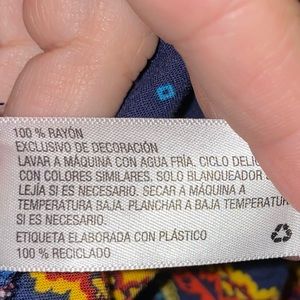 100 % RAYÓN
EXCLUSIVO DE DECORACIÓN
LAVAR A MÁQUINA CON AGUA FRÍA. CICLO
CON COLORES SIMILARES. SOLO BLANQUEADOR
LEJÍA SI ES NECESARIO. SECAR A MÁQUINA A
TEMPERATURA BAJA. PLANCHAR A BAJA TEMPERATURA
SI ES NECESARIO.
ETIQUETA ELABORADA CON PLÁSTICO
100 % RECICLADO